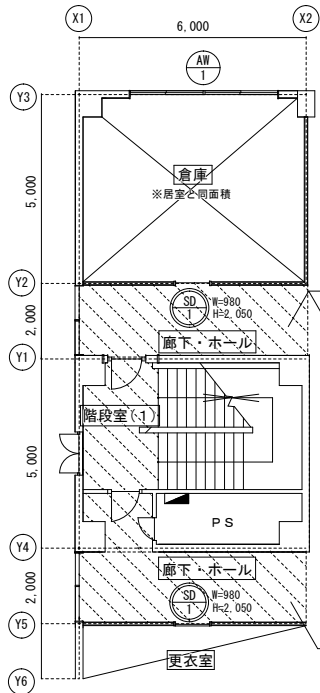 X1
X2
6,000
AW
1
Y3
倉庫
※居室と同面積
5,000
Y2
SD
1
W=980
H=2,050
2,000
廊下・ホール
Y1
階段室(1)
5,000
PS
Y4
廊下・ホール
2,000
SD
1
W=980
H=2,050
Y5
更衣室
Y6